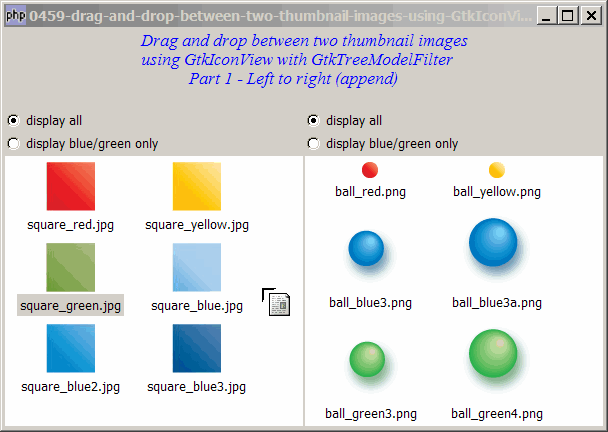 php 0459-drag-and-drop-between-two-thumbnail-images-using-GtkIconVi...
Drag and drop between two thumbnail images
using GtkIconView with GtkTreeModelFilter
Part 1 - Left to right (append)
display all
display blue/green only
display all
display blue/green only
square_red.jpg square_yellow.jpg
square_green.jpg square_blue.jpg
square_blue2.jpg square_blue3.jpg
ball_red.png ball_yellow.png
ball_blue3.png ball_blue3a.png
ball_green3.png ball_green4.png